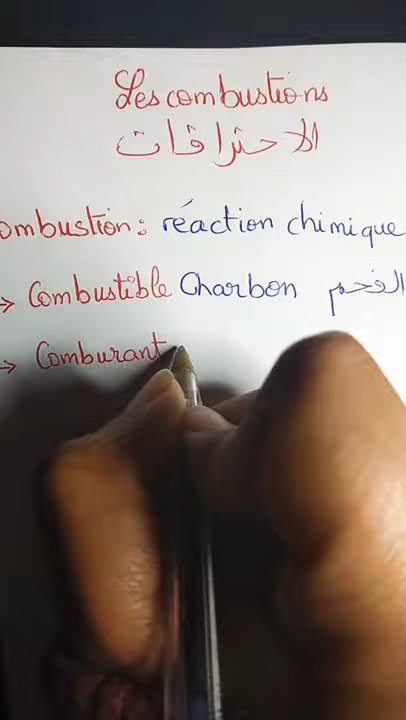 Les combustions
الاحتراقات
ombustion: réaction chimique
→ Combustible Charbon الفحم
→ Comburant